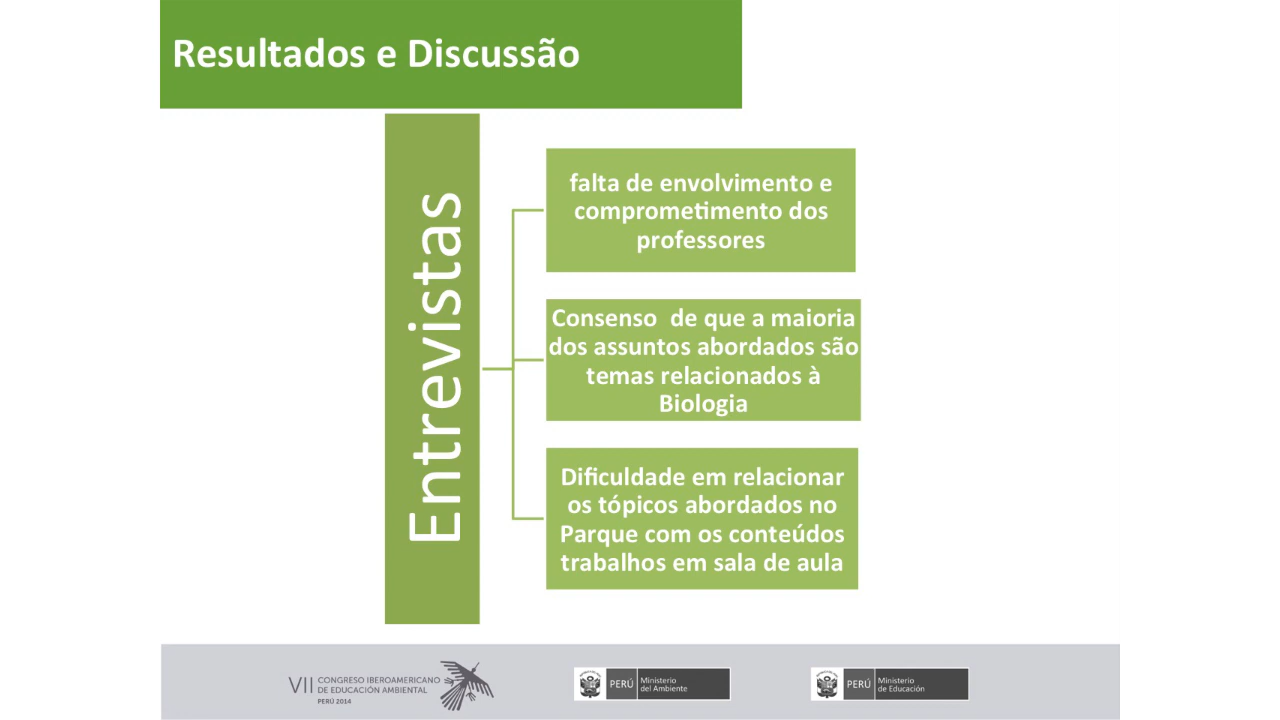 Resultados e Discussão
Entrevistas
falta de envolvimento e
comprometimento dos
professores
Consenso de que a maioria
dos assuntos abordados são
temas relacionados à
Biologia
Dificuldade em relacionar
os tópicos abordados no
Parque com os conteúdos
trabalhos em sala de aula
VII CONGRESO IBEROAMERICANO
DE EDUCACIÓN AMBIENTAL
PERÚ 2014
PERÚ Ministerio
del Ambiente
PERÚ Ministerio
de Educación